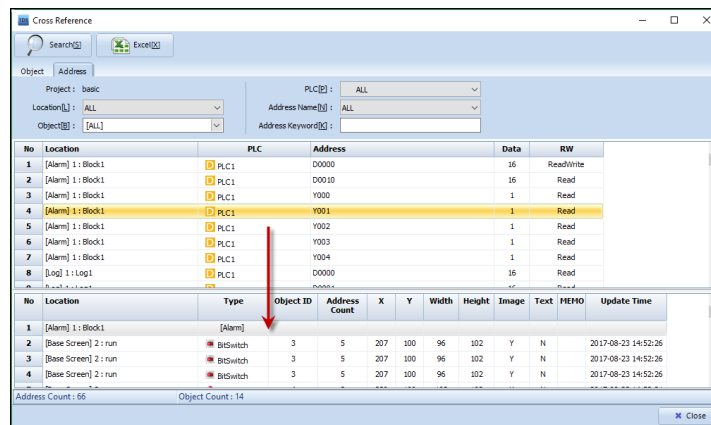 Cross Reference
Search[S] Excel[X]
Object Address
Project : basic PLC[P] : ALL
Location[L] : ALL Address Name[N] : ALL
Object[B] : [ALL] Address Keyword[K] :
No Location PLC Address Data RW
1 [Alarm] 1 : Block1 PLC1 D0000 16 ReadWrite
2 [Alarm] 1 : Block1 PLC1 D0010 16 Read
3 [Alarm] 1 : Block1 PLC1 Y000 1 Read
4 [Alarm] 1 : Block1 PLC1 Y001 1 Read
5 [Alarm] 1 : Block1 PLC1 Y002 1 Read
6 [Alarm] 1 : Block1 PLC1 Y003 1 Read
7 [Alarm] 1 : Block1 PLC1 Y004 1 Read
8 [Log] 1 : Log1 PLC1 D0000 16 Read
No Location Type Object ID Address Count X Y Width Height Image Text MEMO Update Time
1 [Alarm] 1 : Block1 [Alarm]
2 [Base Screen] 2 : run BitSwitch 3 5 207 100 96 102 Y N 2017-08-23 14:52:26
3 [Base Screen] 2 : run BitSwitch 3 5 207 100 96 102 Y N 2017-08-23 14:52:26
4 [Base Screen] 2 : run BitSwitch 3 5 207 100 96 102 Y N 2017-08-23 14:52:26
Address Count : 66 Object Count : 14
Close